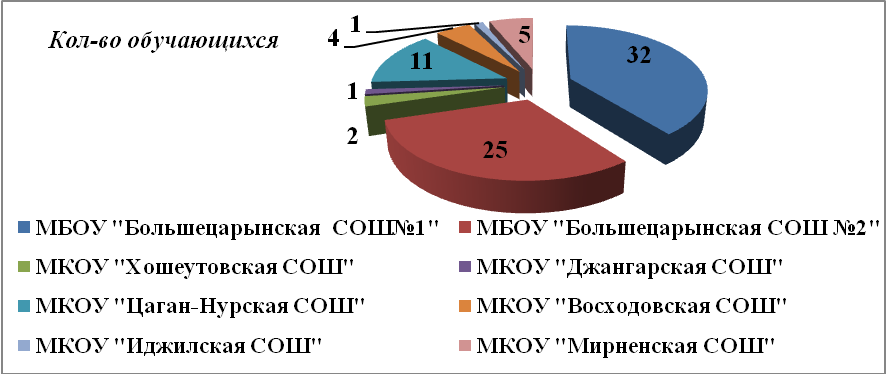 Кол-во обучающихся
1
4
5
32
11
1
2
25
МБОУ "Большецарынская СОШ№1"
МБОУ "Большецарынская СОШ №2"
МКОУ "Хошеутовская СОШ"
МКОУ "Джангарская СОШ"
МКОУ "Цаган-Нурская СОШ"
МКОУ "Восходовская СОШ"
МКОУ "Иджилская СОШ"
МКОУ "Мирненская СОШ"